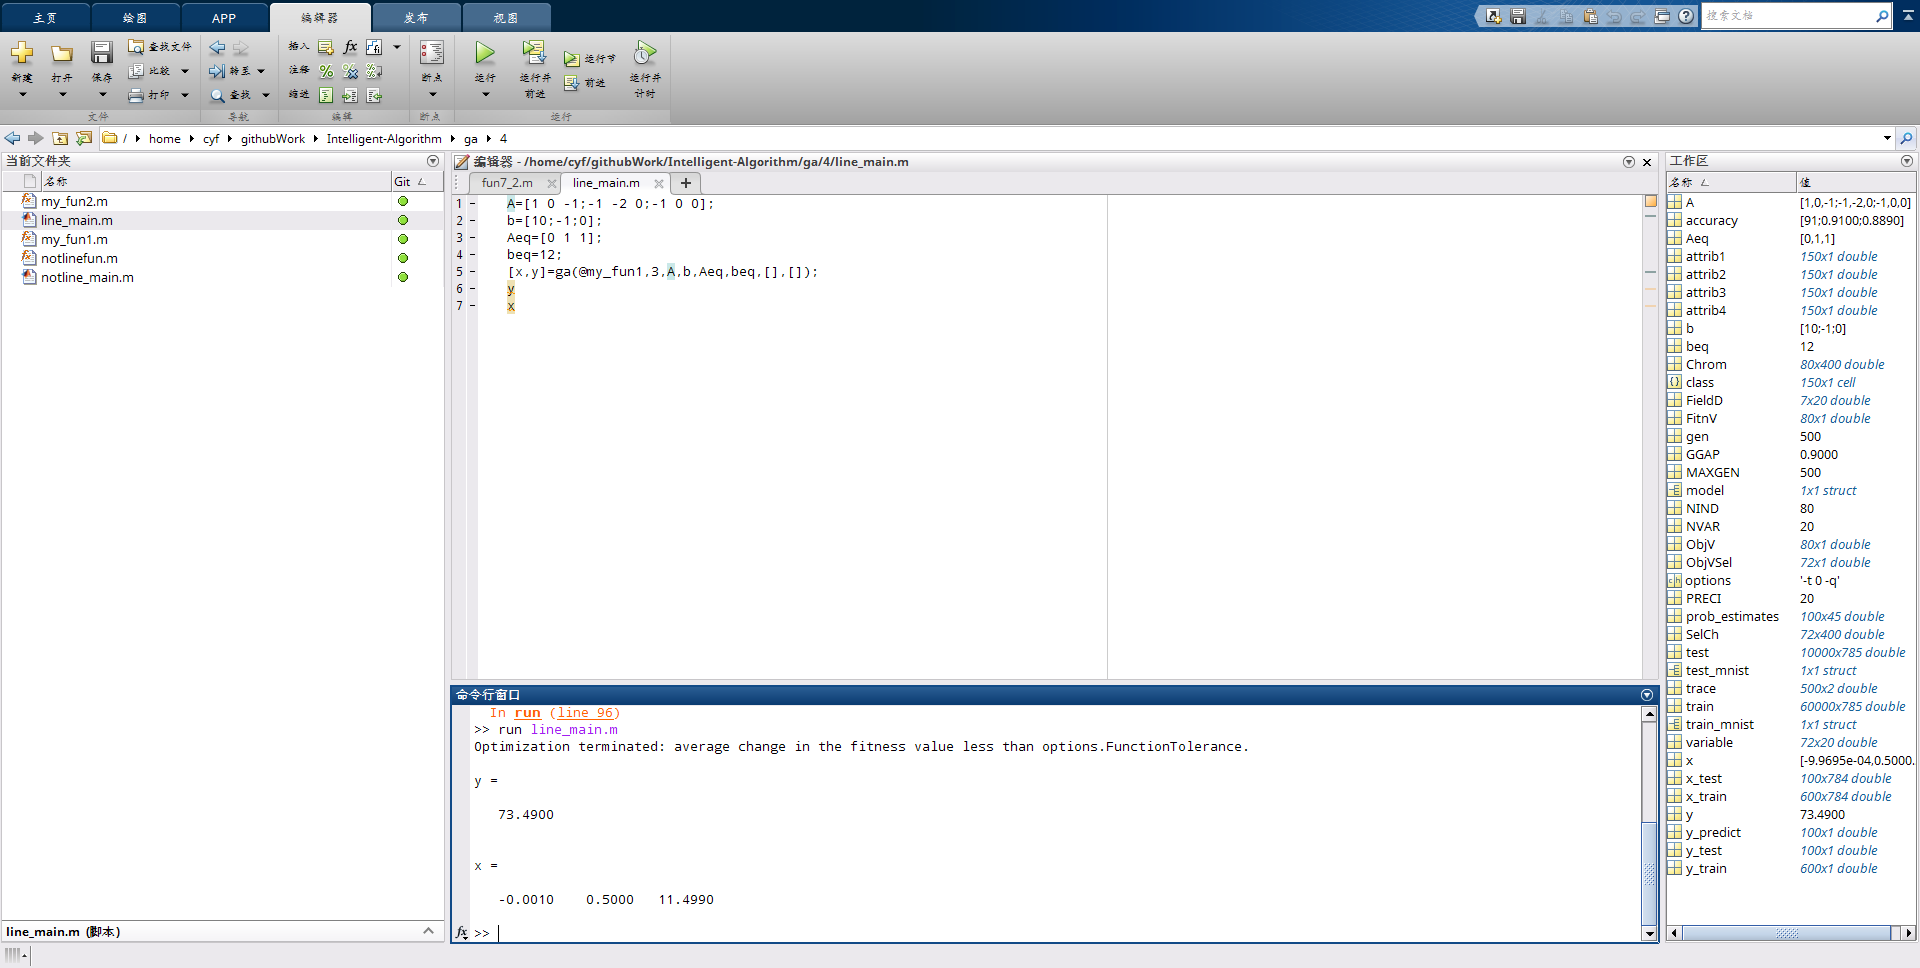 主页 绘图 APP 编辑器 发布 视图 搜索文档
新建 打开 保存 查找文件 比较 打印 转至 查找 插入 注释 缩进 断点 运行 运行并前进 运行节 前进 运行并计时
文件 导航 编辑 断点 运行
/ home cyf githubWork Intelligent-Algorithm ga 4
当前文件夹
名称 Git
my_fun2.m
line_main.m
my_fun1.m
notlinefun.m
notline_main.m
line_main.m (脚本)
编辑器 - /home/cyf/githubWork/Intelligent-Algorithm/ga/4/line_main.m
fun7_2.m line_main.m +
1 - A=[1 0 -1;-1 -2 0;-1 0 0];
2 - b=[10;-1;0];
3 - Aeq=[0 1 1];
4 - beq=12;
5 - [x,y]=ga(@my_fun1,3,A,b,Aeq,beq,[],[]);
6 - y
7 - x
命令行窗口
In run (line 96)
>> run line_main.m
Optimization terminated: average change in the fitness value less than options.FunctionTolerance.
y =
73.4900
x =
-0.0010 0.5000 11.4990
fx >>
工作区
名称 值
A [1,0,-1;-1,-2,0;-1,0,0]
accuracy [91;0.9100;0.8890]
Aeq [0,1,1]
attrib1 150x1 double
attrib2 150x1 double
attrib3 150x1 double
attrib4 150x1 double
b [10;-1;0]
beq 12
Chrom 80x400 double
class 150x1 cell
FieldD 7x20 double
FitnV 80x1 double
gen 500
GGAP 0.9000
MAXGEN 500
model 1x1 struct
NIND 80
NVAR 20
ObjV 80x1 double
ObjVSel 72x1 double
options '-t 0 -q'
PRECI 20
prob_estimates 100x45 double
SelCh 72x400 double
test 10000x785 double
test_mnist 1x1 struct
trace 500x2 double
train 60000x785 double
train_mnist 1x1 struct
variable 72x20 double
x [-9.9695e-04,0.5000.
x_test 100x784 double
x_train 600x784 double
y 73.4900
y_predict 100x1 double
y_test 100x1 double
y_train 600x1 double